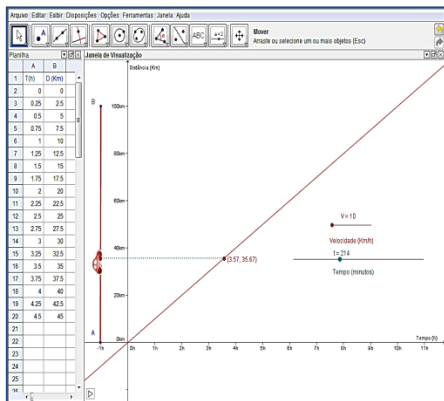 Arquivo Editar Exibir Disposições Opções Ferramentas Janela Ajuda
A
ABC
a=2
Mover
Arraste ou selecione um ou mais objetos (Esc)
Planilha
Janela de Visualização
A B
1 T(h) D (Km)
2 0 0
3 0.25 2.5
4 0.5 5
5 0.75 7.5
6 1 10
7 1.25 12.5
8 1.5 15
9 1.75 17.5
10 2 20
11 2.25 22.5
12 2.5 25
13 2.75 27.5
14 3 30
15 3.25 32.5
16 3.5 35
17 3.75 37.5
18 4 40
19 4.25 42.5
20 4.5 45
21
22
23
24
25
Distância (Km)
B
100km
80km
60km
40km
20km
0km
A
(3.57, 35.67)
V = 10
Velocidade (Km/h)
t = 214
Tempo (minutos)
Tempo (h)
-1h 0h 1h 2h 3h 4h 5h 6h 7h 8h 9h 10h 11h